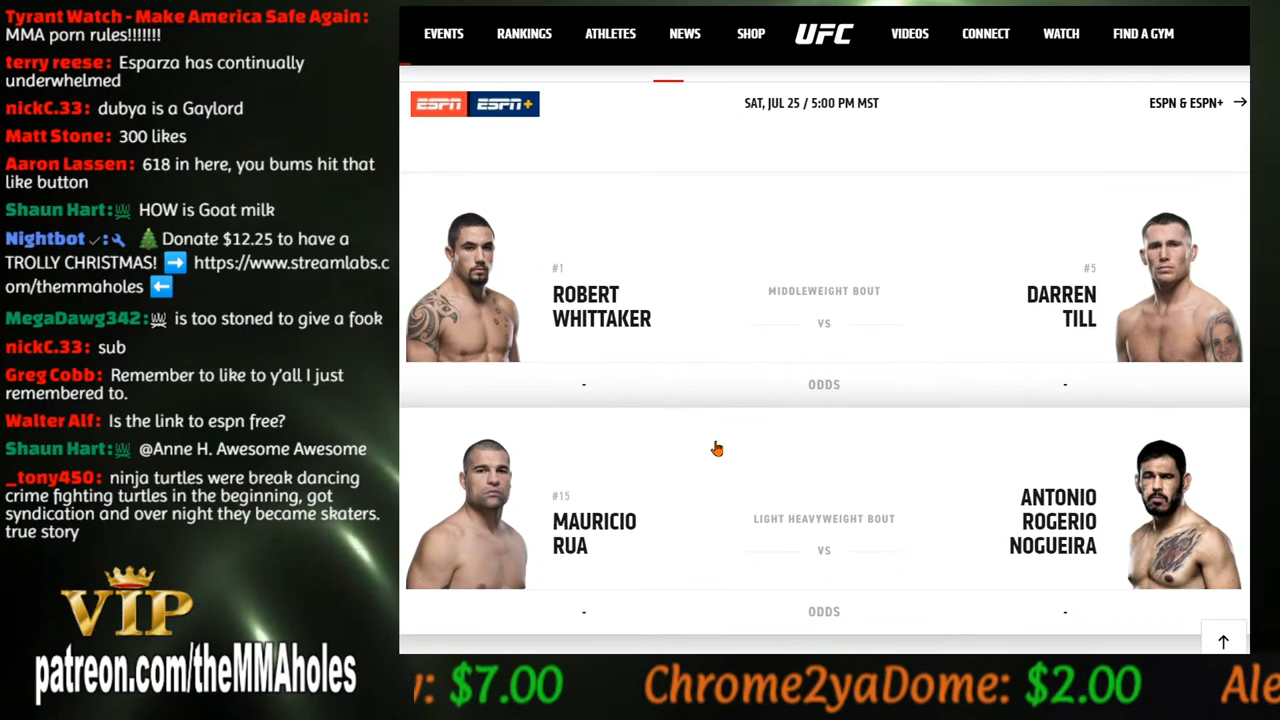 Tyrant Watch - Make America Safe Again:
MMA porn rules!!!!!!!
terry reese: Esparza has continually
underwhelmed
nickC.33: dubya is a Gaylord
Matt Stone: 300 likes
Aaron Lassen: 618 in here, you bums hit that
like button
Shaun Hart: HOW is Goat milk
Nightbot ✓:🔧 🎄Donate $12.25 to have a
TROLLY CHRISTMAS! ➡️ https://www.streamlabs.c
om/themmaholes ⬅️
MegaDawg342: is too stoned to give a fook
nickC.33: sub
Greg Cobb: Remember to like to y'all I just
remembered to.
Walter Alf: Is the link to espn free?
Shaun Hart: @Anne H. Awesome Awesome
_tony450: ninja turtles were break dancing
crime fighting turtles in the beginning, got
syndication and over night they became skaters.
true story
VIP
patreon.com/theMMAholes
EVENTS RANKINGS ATHLETES NEWS SHOP UFC VIDEOS CONNECT WATCH FIND A GYM
ESPN ESPN+ SAT, JUL 25 / 5:00 PM MST ESPN & ESPN+ →
#1 #5
ROBERT
WHITTAKER
MIDDLEWEIGHT BOUT
VS
DARREN
TILL
- ODDS -
#15
MAURICIO
RUA
LIGHT HEAVYWEIGHT BOUT
VS
ANTONIO
ROGERIO
NOGUEIRA
- ODDS -
: $7.00 Chrome2yaDome: $2.00 Ale